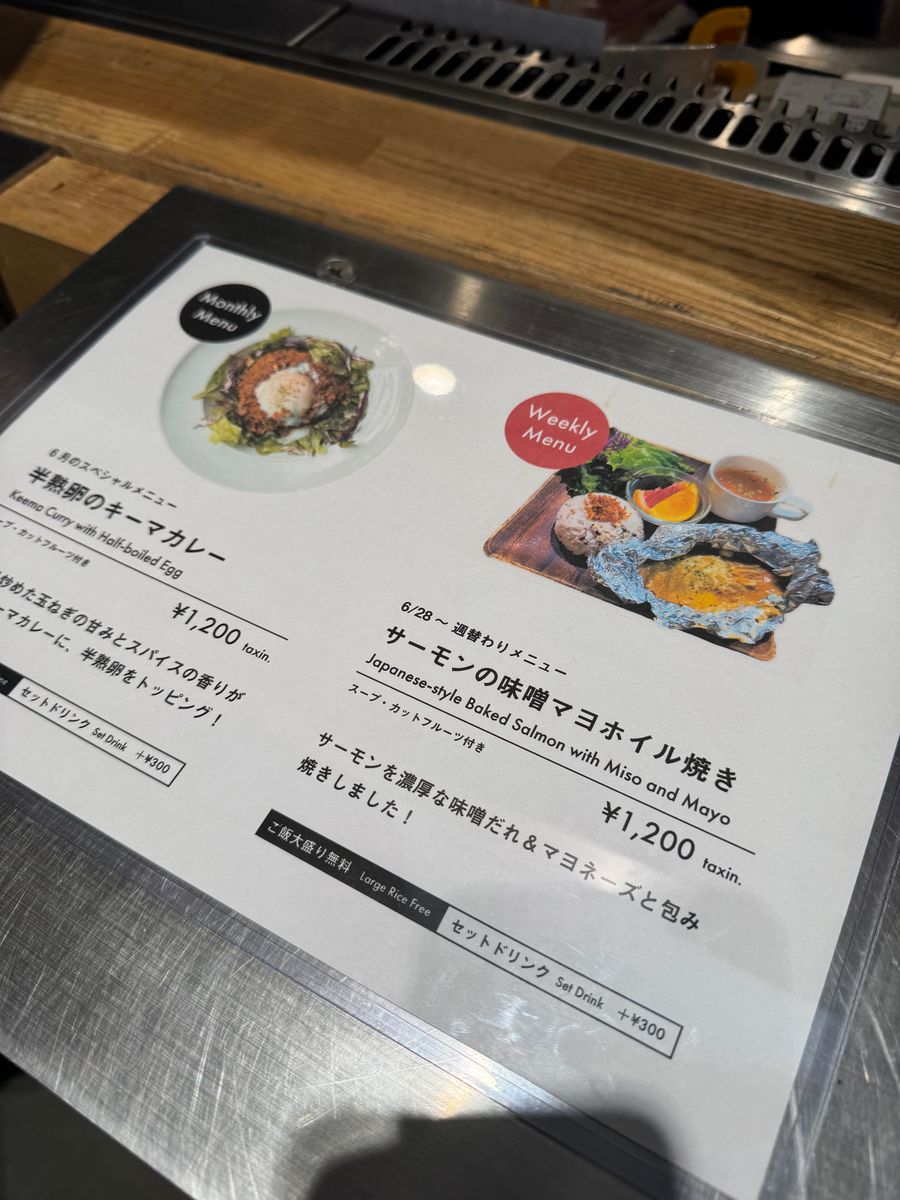 Monthly
Menu
6月のスペシャルメニュー
半熟卵のキーマカレー
Keema Curry with Half-boiled Egg
ープ・カットフルーツ付き
¥1,200 taxin.
炒めた玉ねぎの甘みとスパイスの香りが
ーマカレーに、半熟卵をトッピング！
セットドリンク Set Drink +¥300
Weekly
Menu
6/28～ 週替わりメニュー
サーモンの味噌マヨホイル焼き
Japanese-style Baked Salmon with Miso and Mayo
スープ・カットフルーツ付き
¥1,200 taxin.
サーモンを濃厚な味噌だれ＆マヨネーズと包み
焼きしました！
ご飯大盛り無料 Large Rice Free セットドリンク Set Drink +¥300